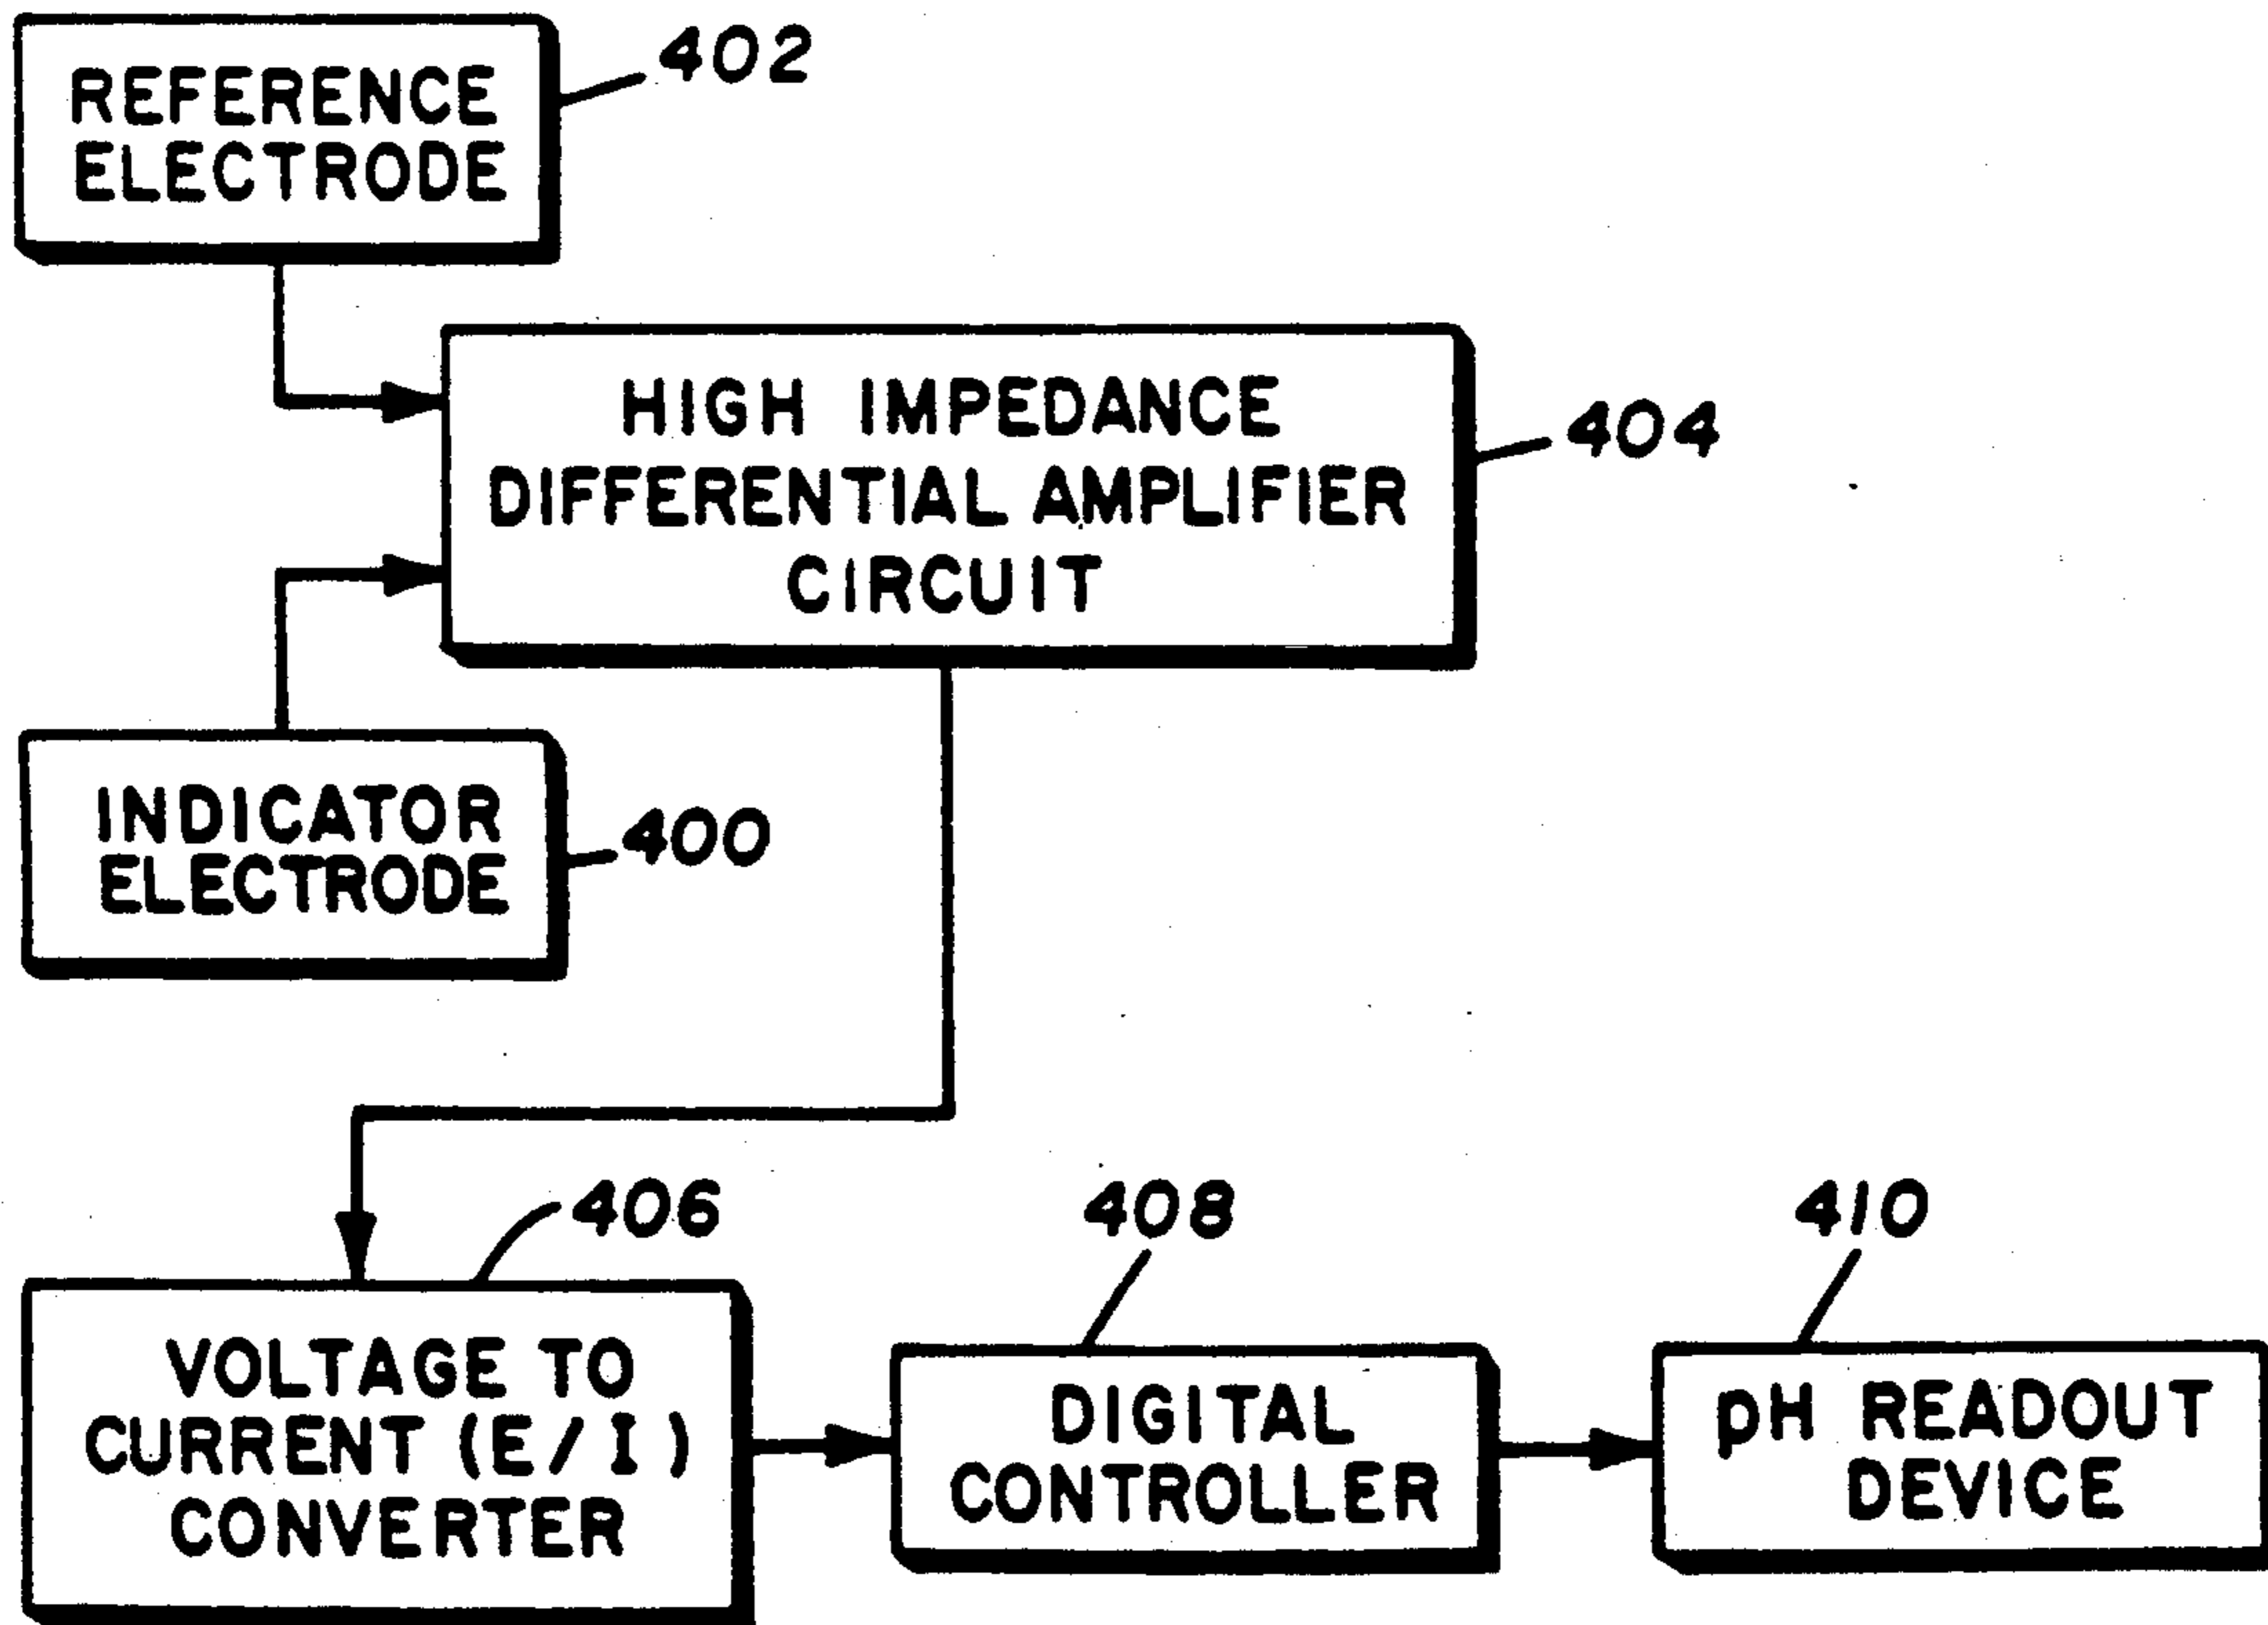 REFERENCE
ELECTRODE
402
HIGH IMPEDANCE
DIFFERENTIAL AMPLIFIER
CIRCUIT
404
INDICATOR
ELECTRODE
400
406
VOLTAGE TO
CURRENT (E/I)
CONVERTER
408
DIGITAL
CONTROLLER
410
pH READOUT
DEVICE